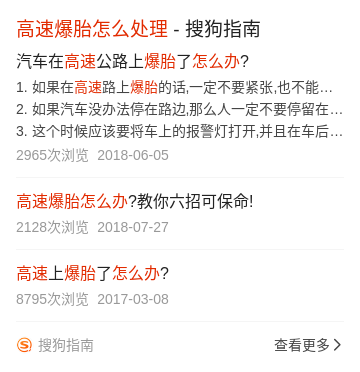 高速爆胎怎么处理 - 搜狗指南
汽车在高速公路上爆胎了怎么办?
1. 如果在高速路上爆胎的话,一定不要紧张,也不能…
2. 如果汽车没办法停在路边,那么人一定不要停留在…
3. 这个时候应该要将车上的报警灯打开,并且在车后…
2965次浏览 2018-06-05
高速爆胎怎么办?教你六招可保命!
2128次浏览 2018-07-27
高速上爆胎了怎么办?
8795次浏览 2017-03-08
搜狗指南 查看更多